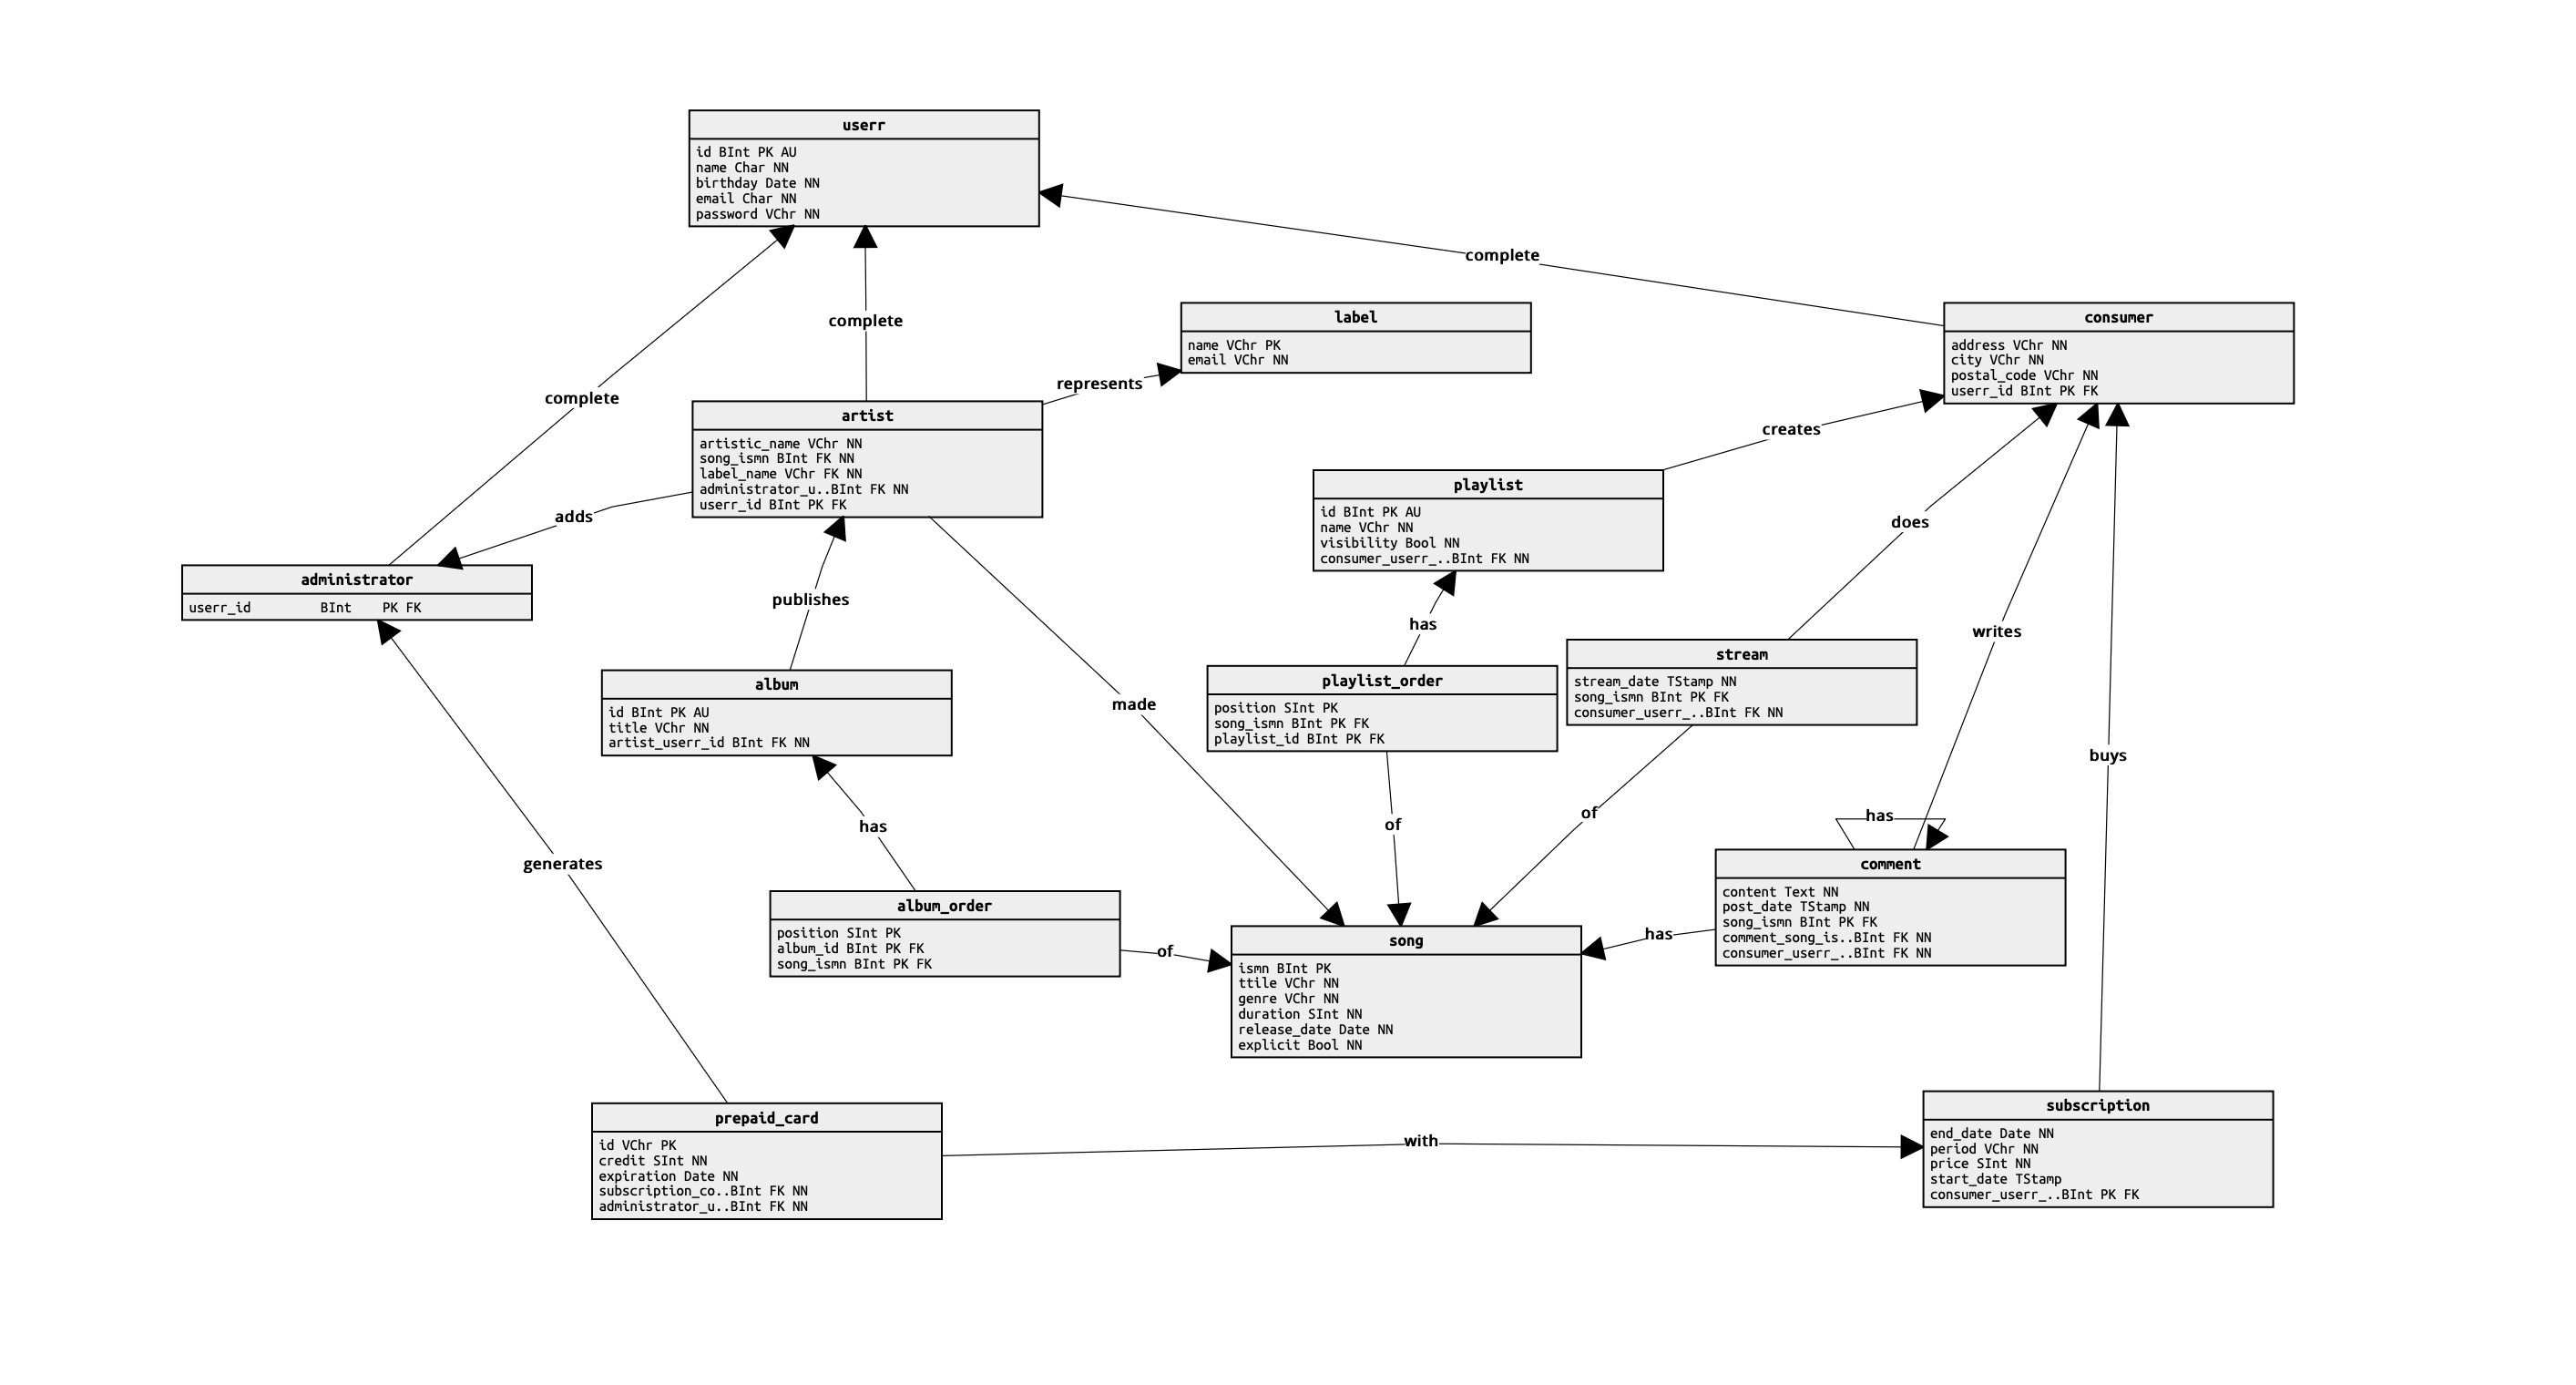 userr
id BInt PK AU
name Char NN
birthday Date NN
email Char NN
password VChr NN
complete
complete
complete
label
name VChr PK
email VChr NN
consumer
address VChr NN
city VChr NN
postal_code VChr NN
userr_id BInt PK FK
represents
artist
artistic_name VChr NN
song_ismn BInt FK NN
label_name VChr FK NN
administrator_u..BInt FK NN
userr_id BInt PK FK
creates
adds
playlist
id BInt PK AU
name VChr NN
visibility Bool NN
consumer_userr_..BInt FK NN
does
administrator
userr_id BInt PK FK
publishes
has
writes
stream
stream_date TStamp NN
song_ismn BInt PK FK
consumer_userr_..BInt FK NN
playlist_order
position SInt PK
song_ismn BInt PK FK
playlist_id BInt PK FK
album
id BInt PK AU
title VChr NN
artist_userr_id BInt FK NN
made
buys
has
of
of
has
generates
comment
content Text NN
post_date TStamp NN
song_ismn BInt PK FK
comment_song_is..BInt FK NN
consumer_userr_..BInt FK NN
album_order
position SInt PK
album_id BInt PK FK
song_ismn BInt PK FK
of
has
song
ismn BInt PK
ttile VChr NN
genre VChr NN
duration SInt NN
release_date Date NN
explicit Bool NN
prepaid_card
id VChr PK
credit SInt NN
expiration Date NN
subscription_co..BInt FK NN
administrator_u..BInt FK NN
with
subscription
end_date Date NN
period VChr NN
price SInt NN
start_date TStamp
consumer_userr_..BInt PK FK